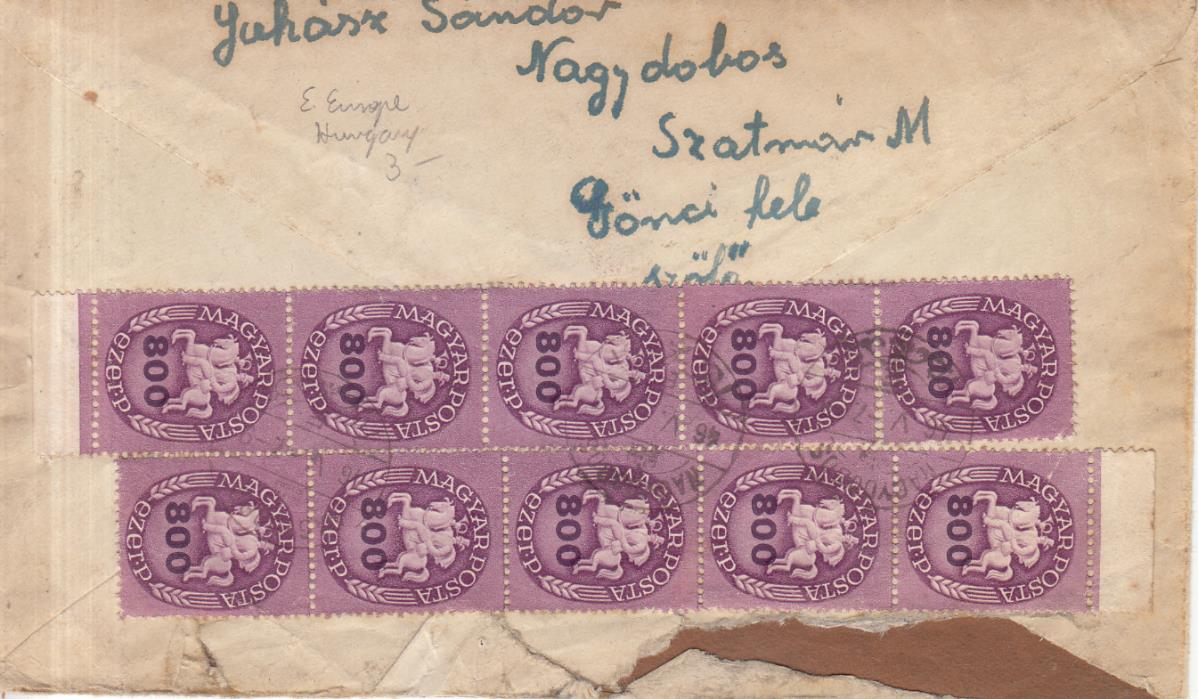 Juhász Sándor
Nagydobos
Szatmár M
Gönci fele
szőlő
E. Europe
Hungary
3 –
MAGYAR POSTA 800 ezer.d.
MAGYAR POSTA 800 ezer.d.
MAGYAR POSTA 800 ezer.d.
MAGYAR POSTA 800 ezer.d.
MAGYAR POSTA 800 ezer.d.
MAGYAR POSTA 800 ezer.d.
MAGYAR POSTA 800 ezer.d.
MAGYAR POSTA 800 ezer.d.
MAGYAR POSTA 800 ezer.d.
MAGYAR POSTA 800 ezer.d.
NAGYDOBOS
46